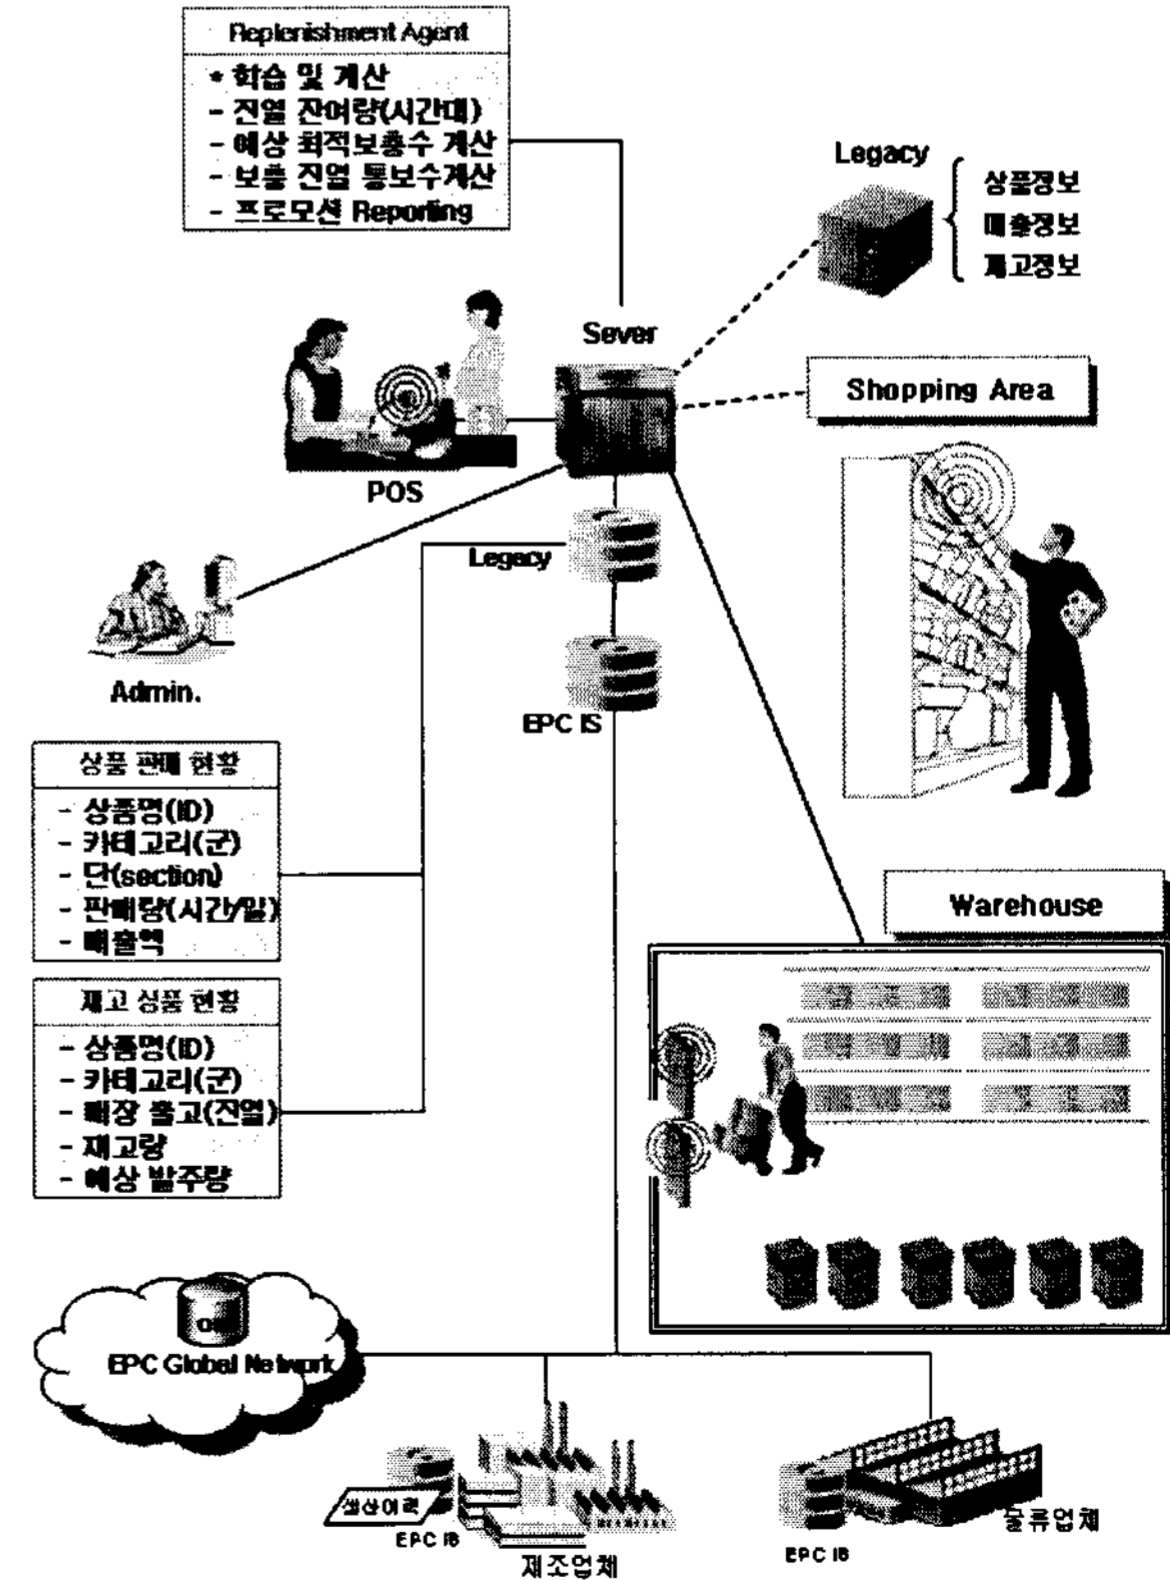 Replenishment Agent
* 학습 및 계산
- 진열 잔여량(시간대)
- 예상 최적보충수 계산
- 보충 진열 통보수계산
- 프로모션 Reporting
Legacy
상품정보
매출정보
재고정보
Sever
Shopping Area
POS
Legacy
Admin.
EPC IS
상품 판매 현황
- 상품명(ID)
- 카테고리(군)
- 단(section)
- 판매량(시간/일)
- 매출액
Warehouse
재고 상품 현황
- 상품명(ID)
- 카테고리(군)
- 매장 출고(진열)
- 재고량
- 예상 발주량
EPC Global Network
생산이력
EPC IS
제조업체
물류업체
EPC IS